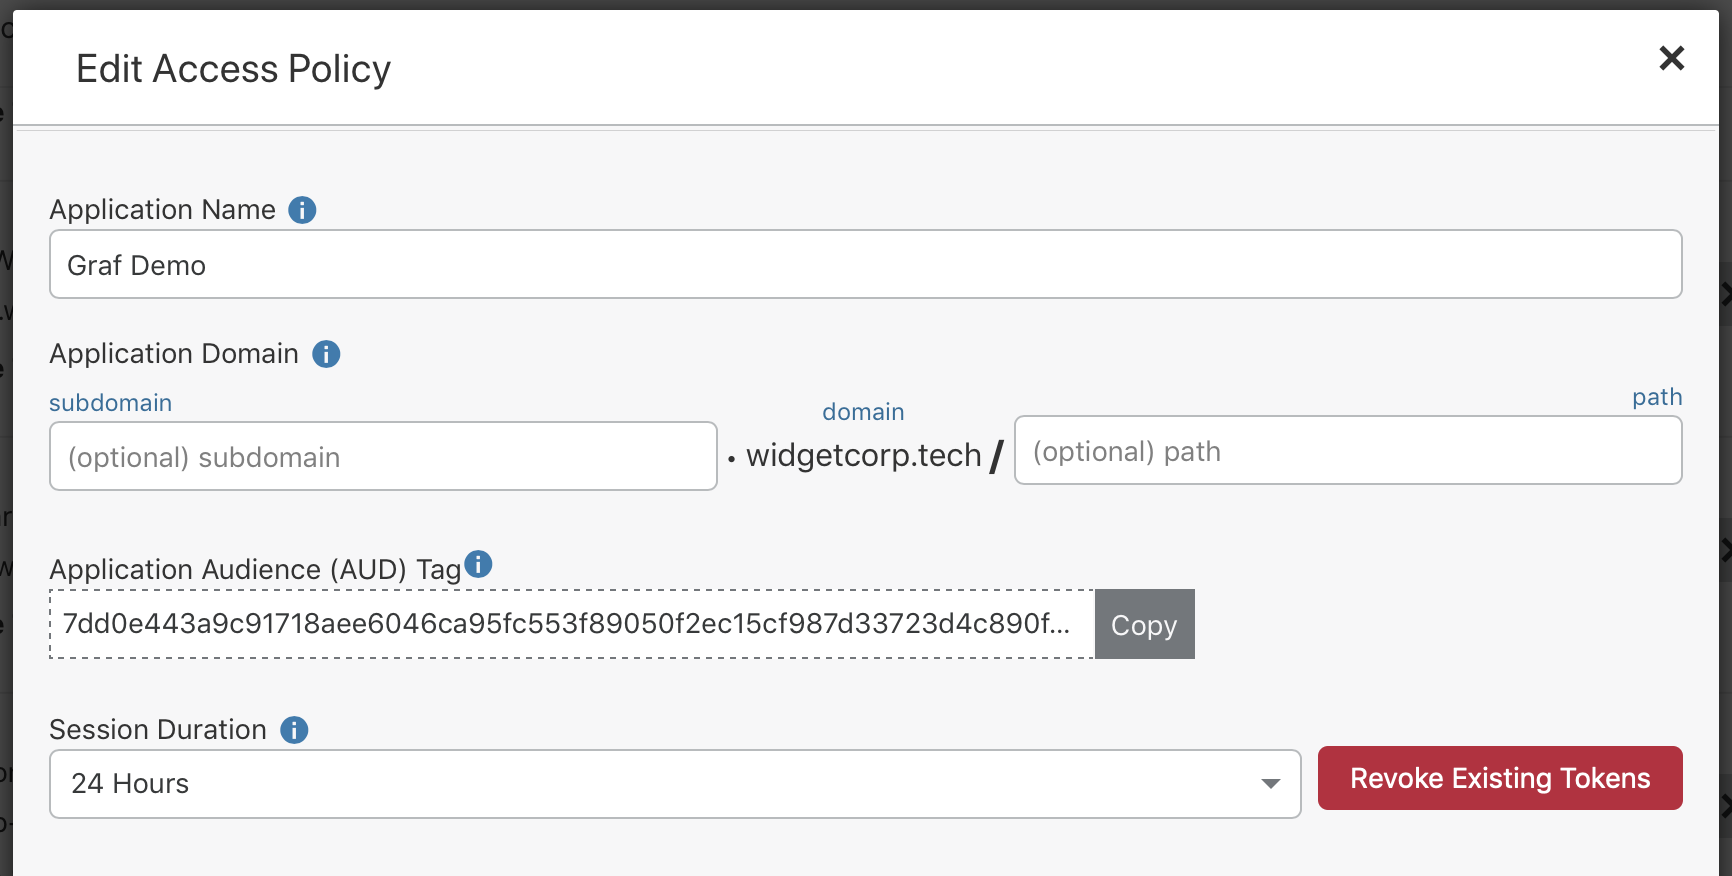 Edit Access Policy
Application Name
Graf Demo
Application Domain
subdomain
domain
path
(optional) subdomain
. widgetcorp.tech /
(optional) path
Application Audience (AUD) Tag
7dd0e443a9c91718aee6046ca95fc553f89050f2ec15cf987d33723d4c890f...
Copy
Session Duration
24 Hours
Revoke Existing Tokens